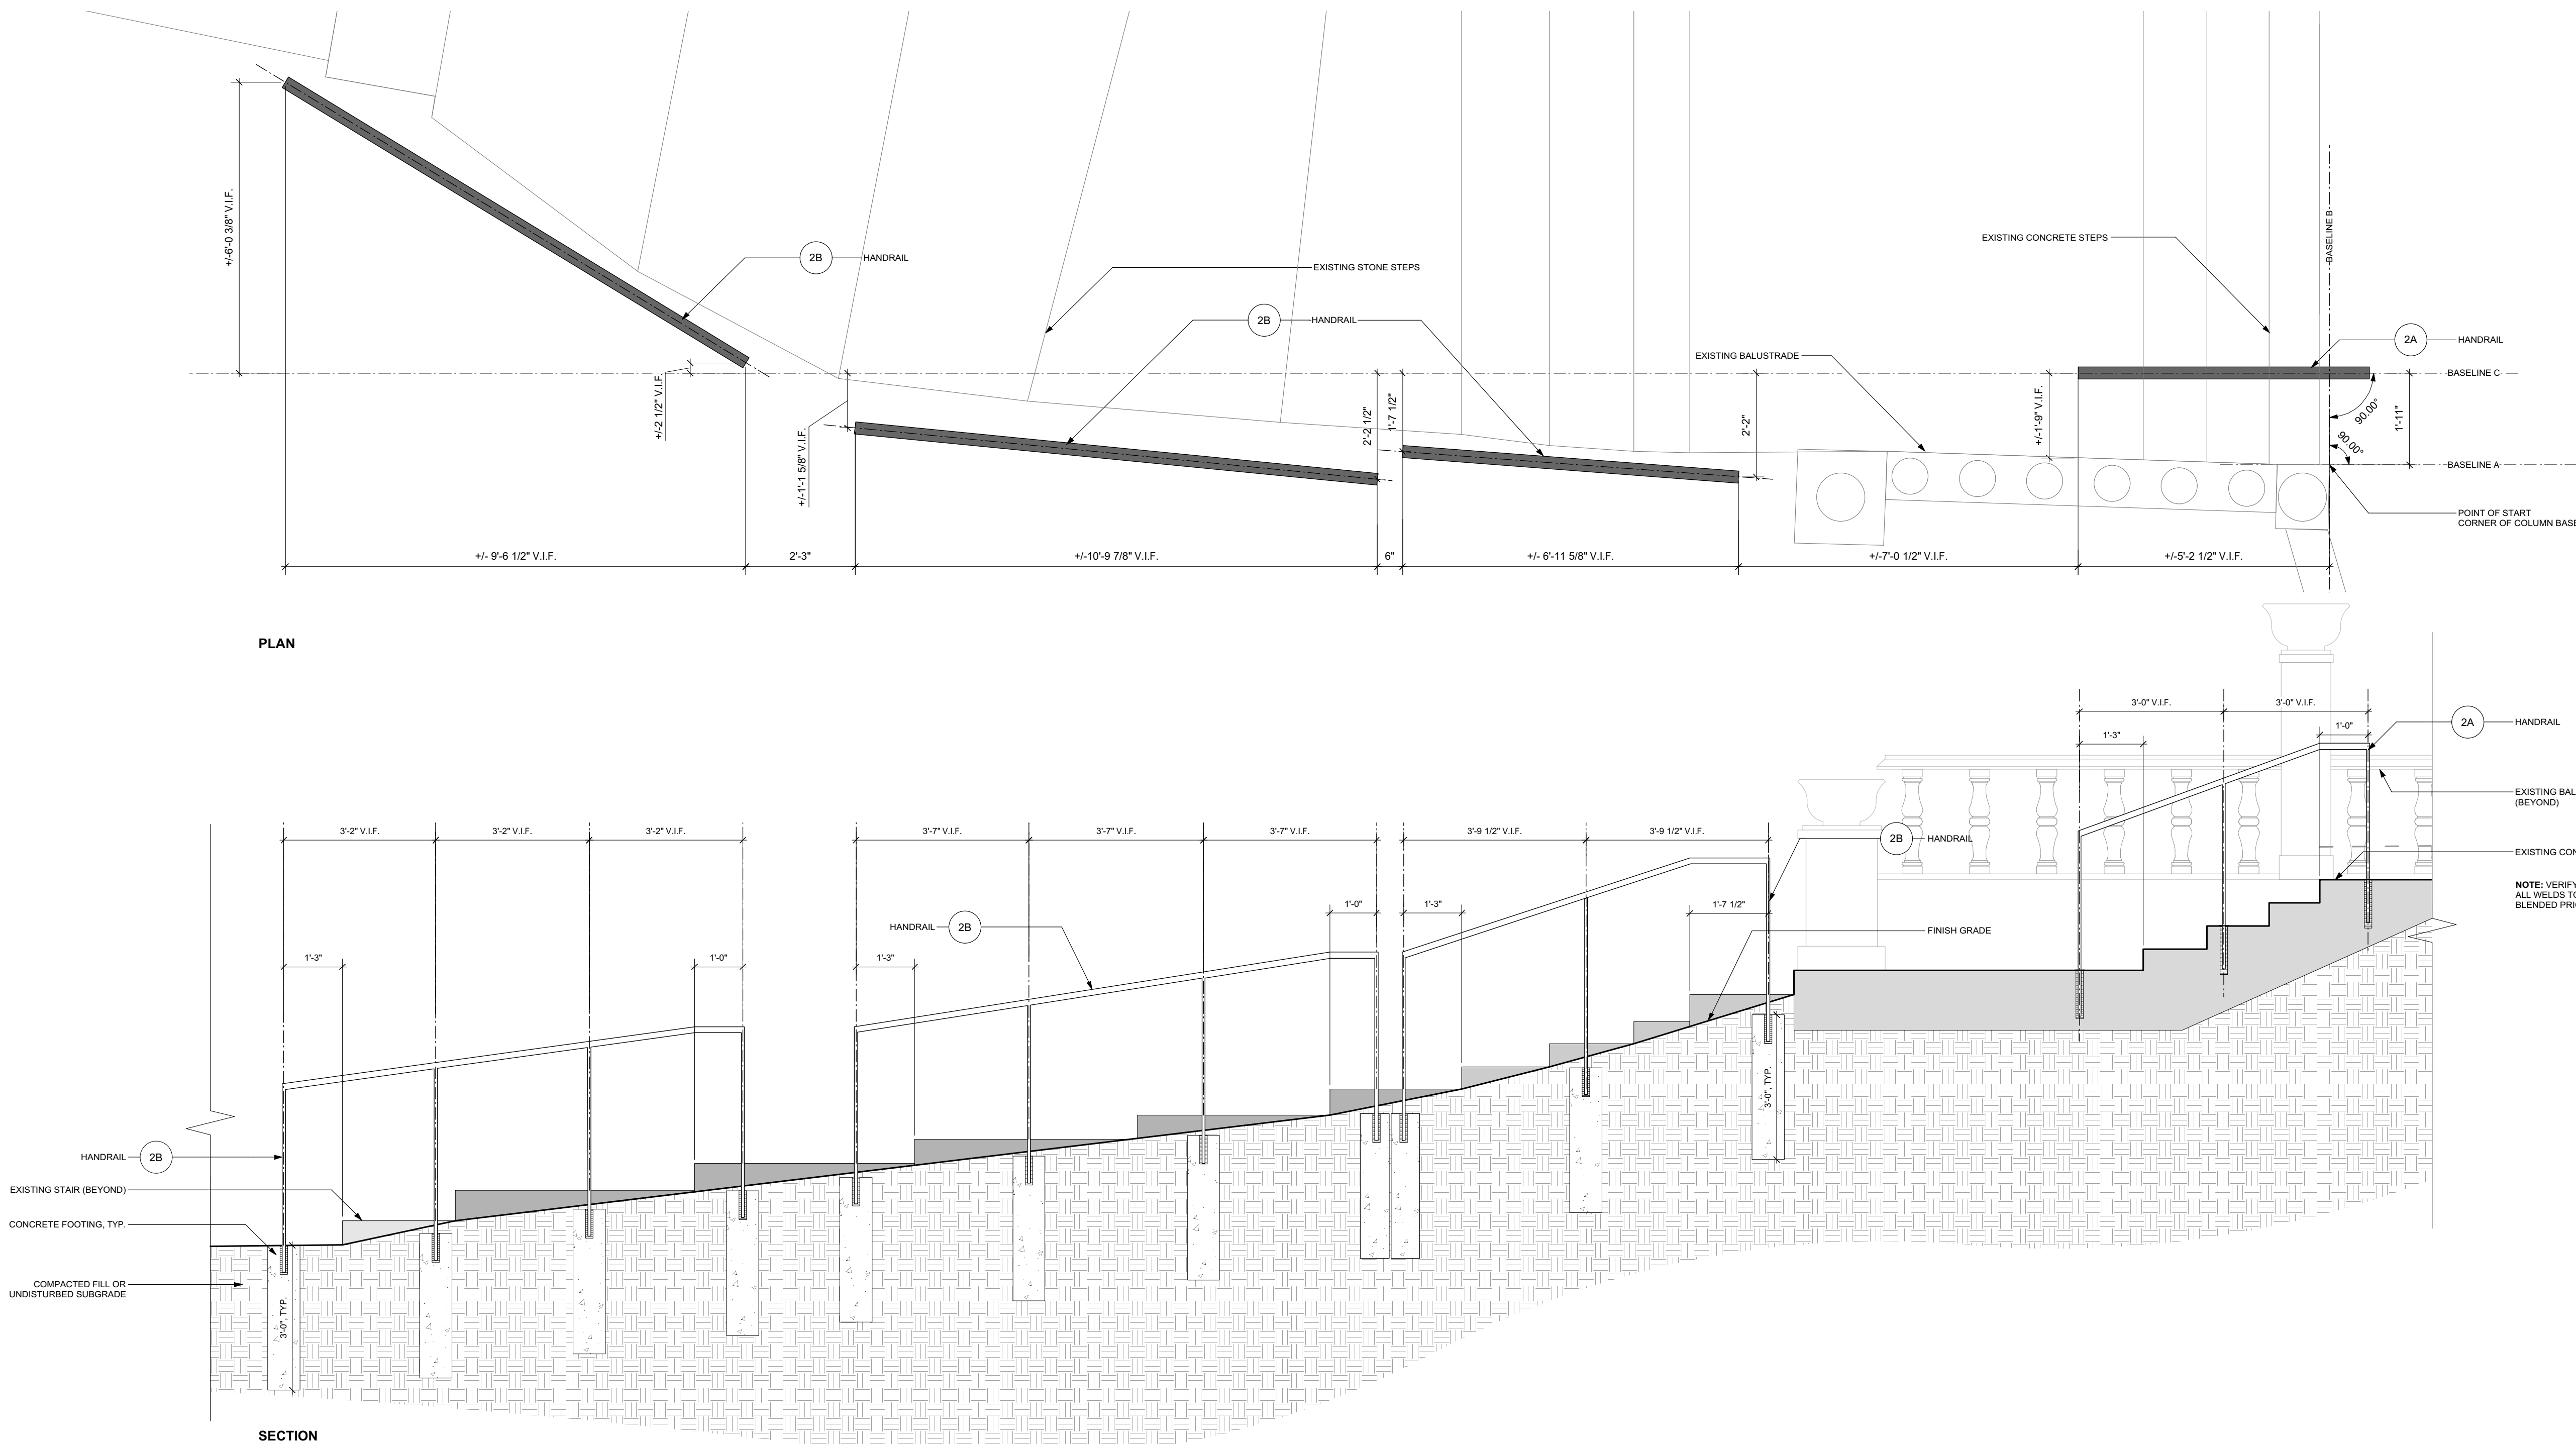 +/-6'-0 3/8" V.I.F.
2B
HANDRAIL
EXISTING STONE STEPS
2B
HANDRAIL
EXISTING CONCRETE STEPS
BASELINE B
2A
HANDRAIL
EXISTING BALUSTRADE
BASELINE C
+/-2 1/2" V.I.F.
+/-1'-1 5/8" V.I.F.
2'-2 1/2"
1'-7 1/2"
2'-2"
+/-1'-9" V.I.F.
90.00°
1'-11"
90.00°
BASELINE A
POINT OF START
CORNER OF COLUMN BASE
+/- 9'-6 1/2" V.I.F.
2'-3"
+/-10'-9 7/8" V.I.F.
6"
+/- 6'-11 5/8" V.I.F.
+/-7'-0 1/2" V.I.F.
+/-5'-2 1/2" V.I.F.
PLAN
3'-0" V.I.F.
3'-0" V.I.F.
2A
HANDRAIL
1'-0"
1'-3"
EXISTING BAL
(BEYOND)
3'-2" V.I.F.
3'-2" V.I.F.
3'-2" V.I.F.
3'-7" V.I.F.
3'-7" V.I.F.
3'-7" V.I.F.
3'-9 1/2" V.I.F.
3'-9 1/2" V.I.F.
2B
HANDRAIL
EXISTING CON
NOTE: VERIFY
ALL WELDS TO
BLENDED PRI
1'-0"
1'-3"
1'-7 1/2"
HANDRAIL
2B
FINISH GRADE
1'-3"
1'-0"
1'-3"
3'-0", TYP.
HANDRAIL
2B
EXISTING STAIR (BEYOND)
CONCRETE FOOTING, TYP.
COMPACTED FILL OR
UNDISTURBED SUBGRADE
3'-0", TYP.
SECTION